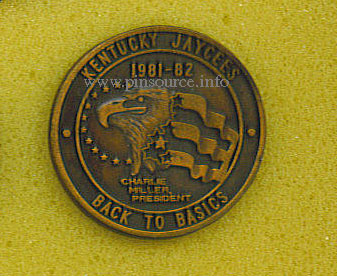 KENTUCKY JAYCEES
1981-82
www.pinsource.info
CHARLIE
MILLER,
PRESIDENT
BACK TO BASICS